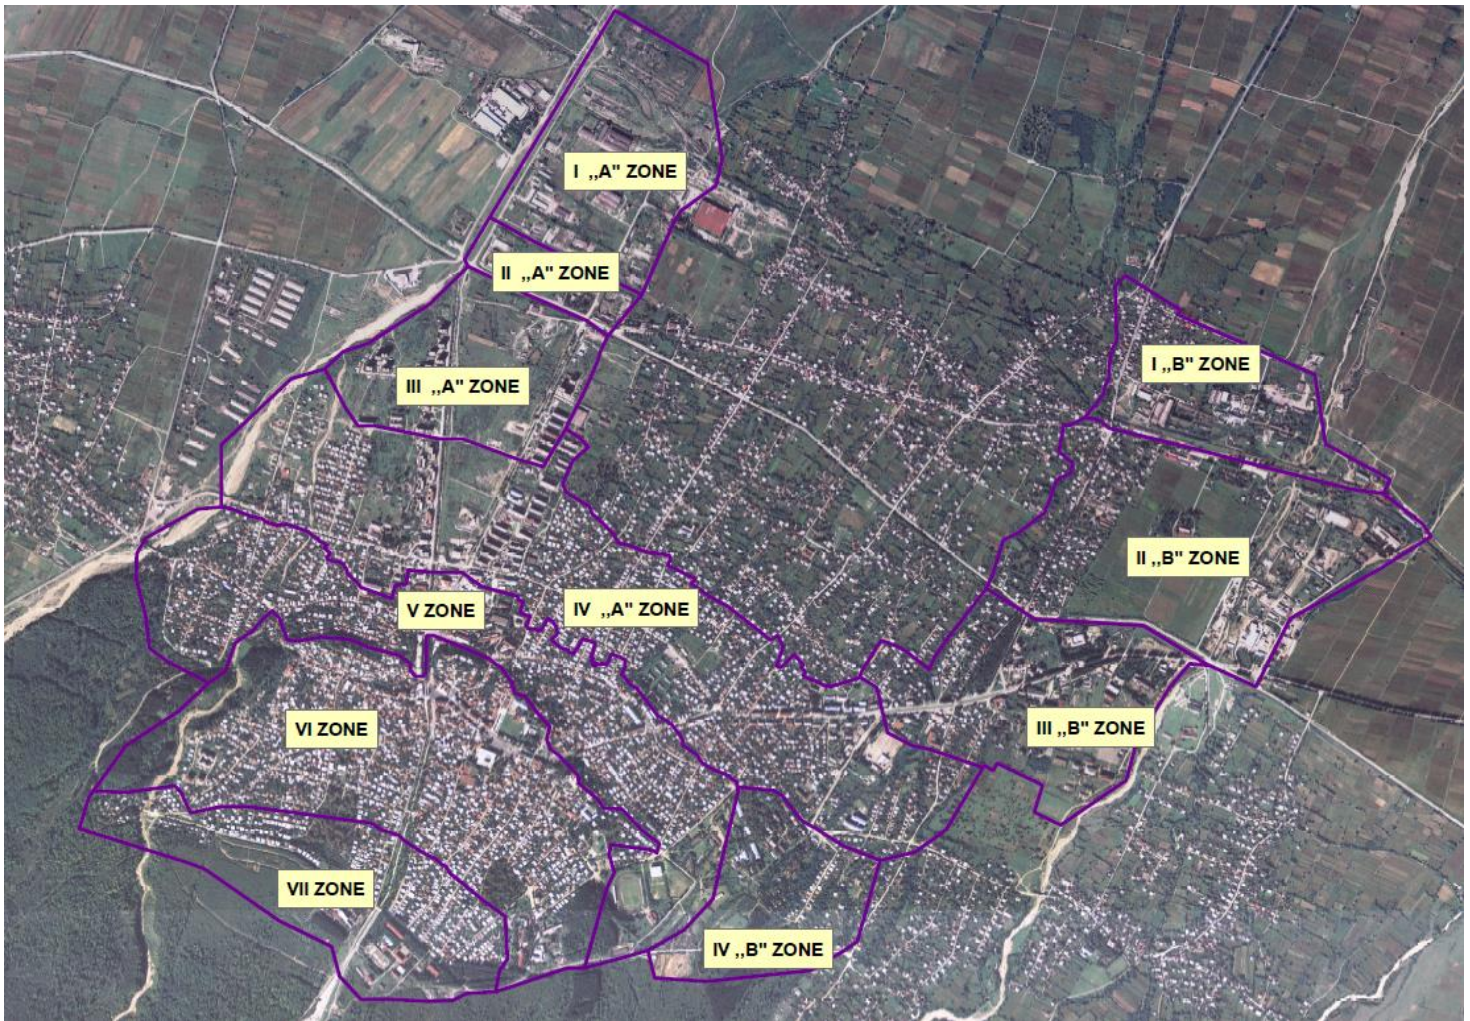 I ,,A" ZONE
II ,,A" ZONE
I ,,B" ZONE
III ,,A" ZONE
II ,,B" ZONE
V ZONE
IV ,,A" ZONE
VI ZONE
III ,,B" ZONE
VII ZONE
IV ,,B" ZONE